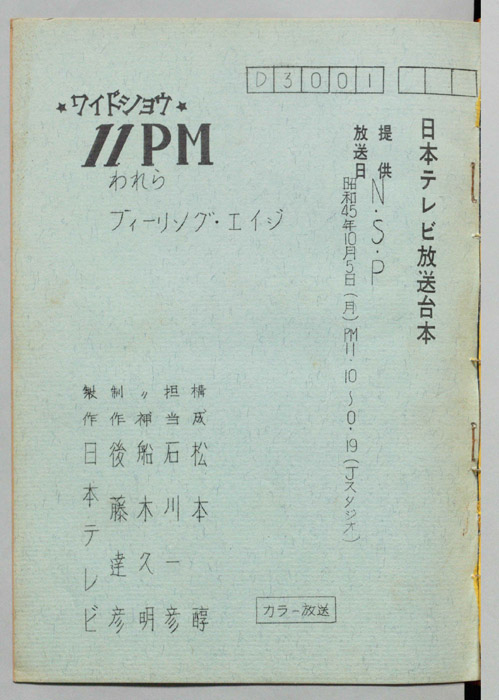 D3001
日本テレビ放送台本
提供 N・S・P
放送日 昭和45年10月5日(月)PM11・10〜0・19(Jスタジオ)
★ワイドショウ★
11PM
われら
フィーリング・エイジ
構成 松本 醇
担当 石川一彦
〃補 船木久明
制作 後藤達彦
製作 日本テレビ
カラー放送